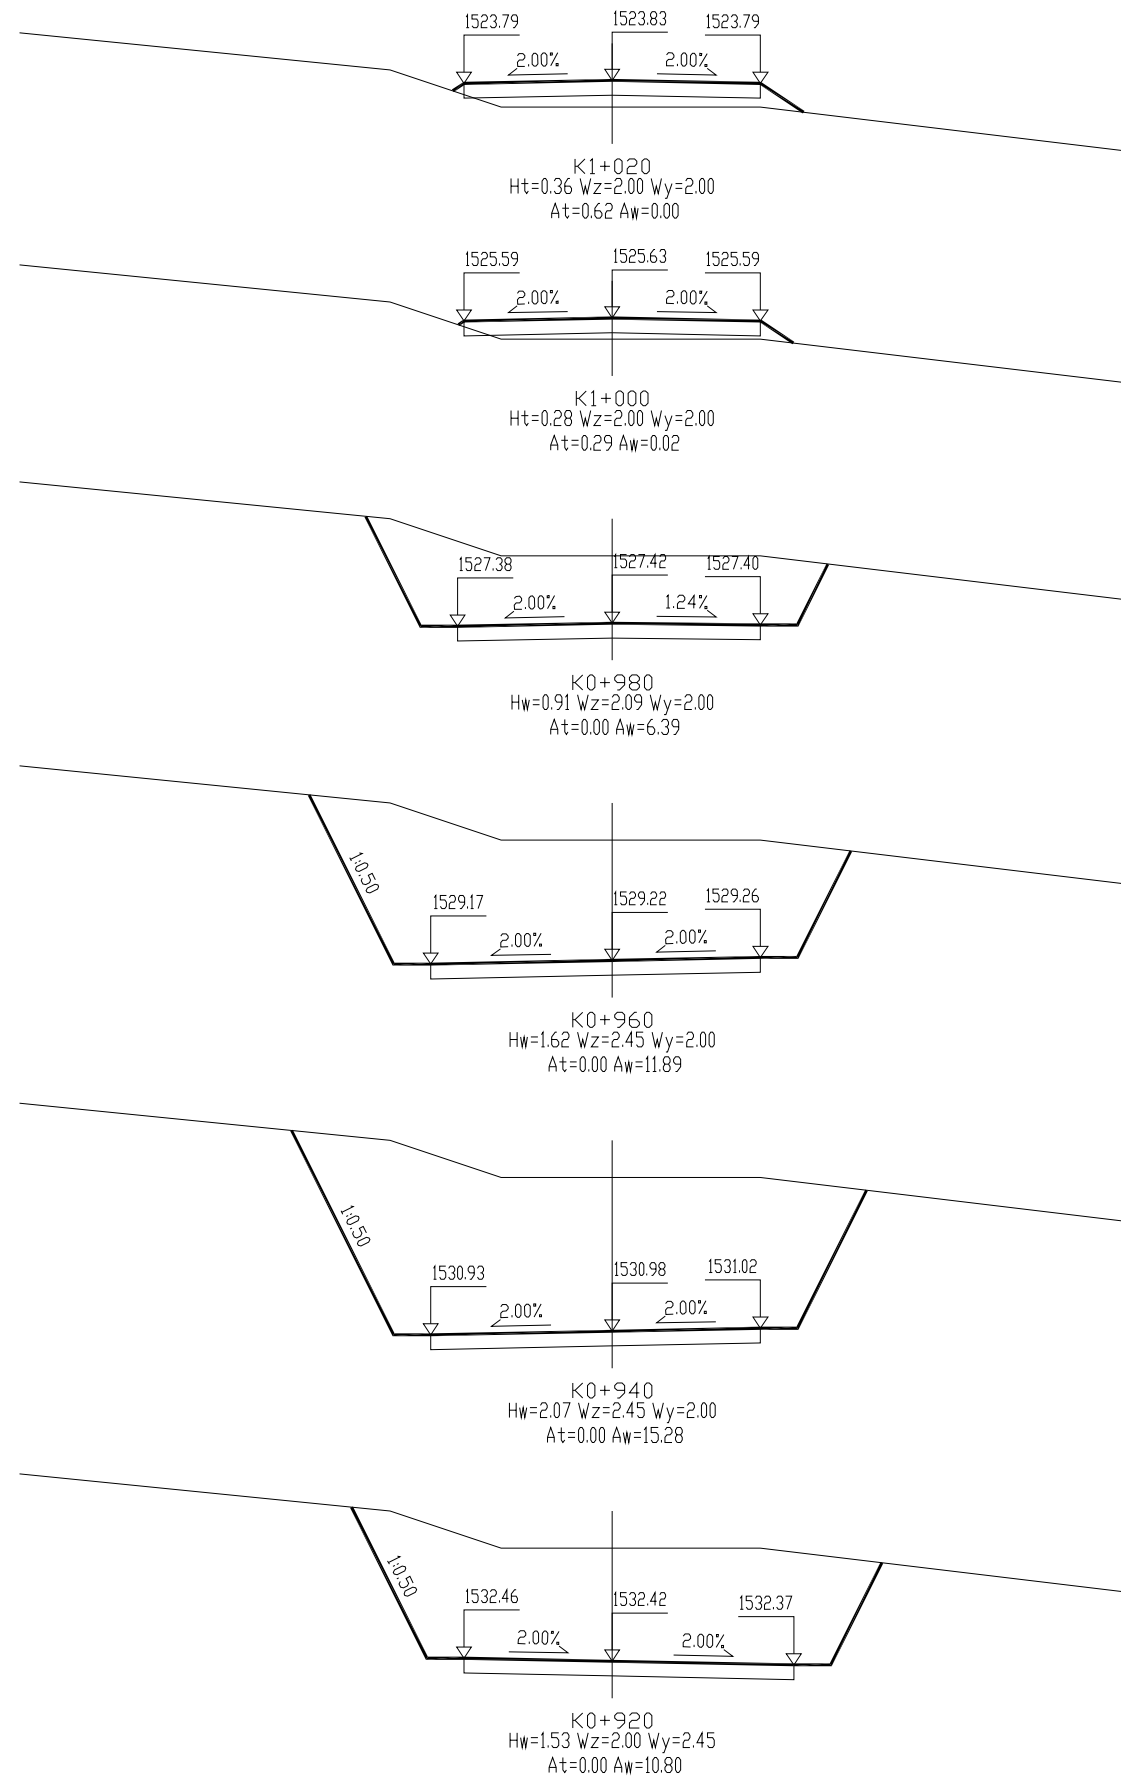 1523.79 1523.83 1523.79
2.00% 2.00%
K1+020
Ht=0.36 Wz=2.00 Wy=2.00
At=0.62 Aw=0.00
1525.59 1525.63 1525.59
2.00% 2.00%
K1+000
Ht=0.28 Wz=2.00 Wy=2.00
At=0.29 Aw=0.02
1527.38 1527.42 1527.40
2.00% 1.24%
K0+980
Hw=0.91 Wz=2.09 Wy=2.00
At=0.00 Aw=6.39
1:0.50
1529.17 1529.22 1529.26
2.00% 2.00%
K0+960
Hw=1.62 Wz=2.45 Wy=2.00
At=0.00 Aw=11.89
1:0.50
1530.93 1530.98 1531.02
2.00% 2.00%
K0+940
Hw=2.07 Wz=2.45 Wy=2.00
At=0.00 Aw=15.28
1:0.50
1532.46 1532.42 1532.37
2.00% 2.00%
K0+920
Hw=1.53 Wz=2.00 Wy=2.45
At=0.00 Aw=10.80